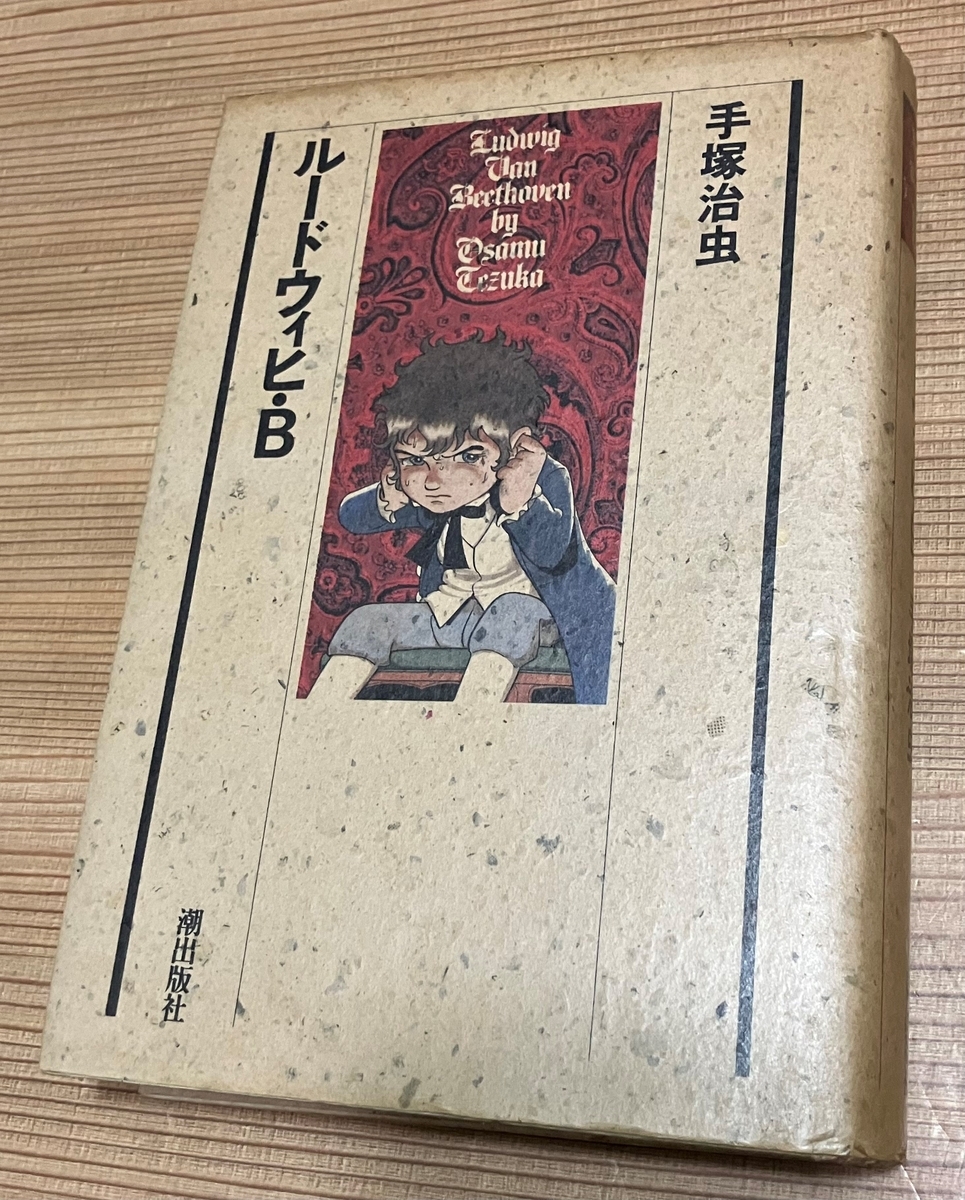 手塚治虫
Ludwig
Van
Beethoven
by
Osamu
Tezuka
ルードウィヒ・B
潮出版社